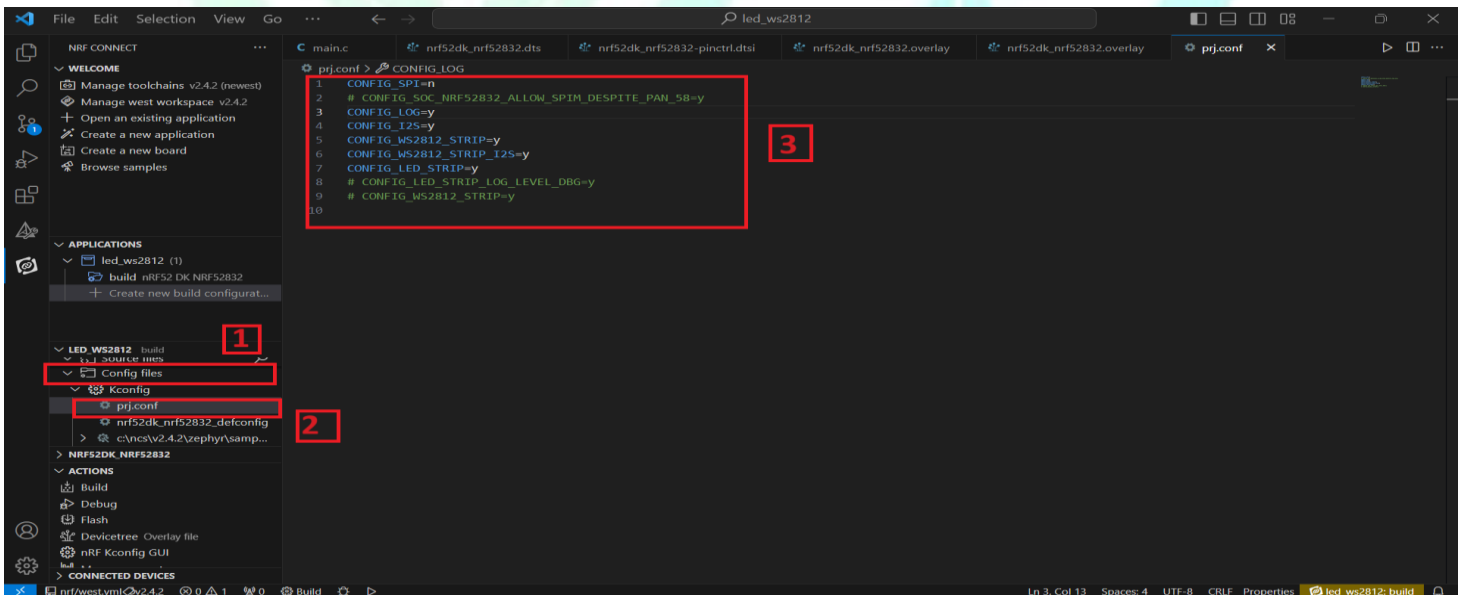 File Edit Selection View Go ··· led_ws2812
NRF CONNECT ···
WELCOME
Manage toolchains v2.4.2 (newest)
Manage west workspace v2.4.2
Open an existing application
Create a new application
Create a new board
Browse samples
APPLICATIONS
led_ws2812 (1)
build nRF52 DK NRF52832
Create new build configurat...
1
LED_WS2812 build
Source files
Config files
Kconfig
prj.conf
nrf52dk_nrf52832_defconfig
c:\ncs\v2.4.2\zephyr\samp...
2
NRF52DK_NRF52832
ACTIONS
Build
Debug
Flash
Devicetree Overlay file
nRF Kconfig GUI
CONNECTED DEVICES
main.c nrf52dk_nrf52832.dts nrf52dk_nrf52832-pinctrl.dtsi nrf52dk_nrf52832.overlay nrf52dk_nrf52832.overlay prj.conf
prj.conf > CONFIG_LOG
1 CONFIG_SPI=n
2 # CONFIG_SOC_NRF52832_ALLOW_SPIM_DESPITE_PAN_58=y
3 CONFIG_LOG=y
4 CONFIG_I2S=y
5 CONFIG_WS2812_STRIP=y
6 CONFIG_WS2812_STRIP_I2S=y
7 CONFIG_LED_STRIP=y
8 # CONFIG_LED_STRIP_LOG_LEVEL_DBG=y
9 # CONFIG_WS2812_STRIP=y
10
3
nrf/west.yml v2.4.2 0 1 0 Build Ln 3, Col 13 Spaces: 4 UTF-8 CRLF Properties led_ws2812: build